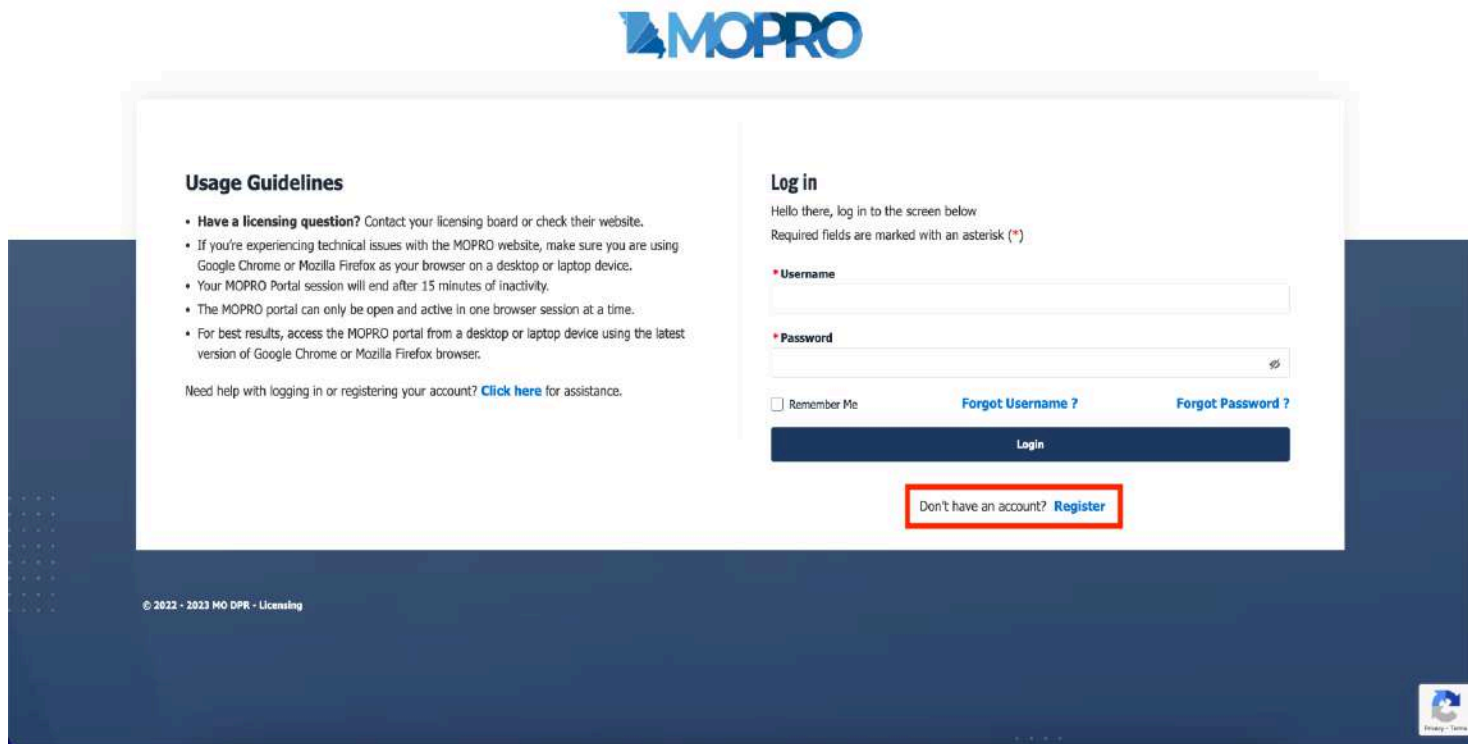 MOPRO
Usage Guidelines
• Have a licensing question? Contact your licensing board or check their website.
• If you're experiencing technical issues with the MOPRO website, make sure you are using
Google Chrome or Mozilla Firefox as your browser on a desktop or laptop device.
• Your MOPRO Portal session will end after 15 minutes of inactivity.
• The MOPRO portal can only be open and active in one browser session at a time.
• For best results, access the MOPRO portal from a desktop or laptop device using the latest
version of Google Chrome or Mozilla Firefox browser.
Need help with logging in or registering your account? Click here for assistance.
Log in
Hello there, log in to the screen below
Required fields are marked with an asterisk (*)
* Username
* Password
Remember Me
Forgot Username ?
Forgot Password ?
Login
Don't have an account? Register
© 2022 - 2023 MO DPR - Licensing
Privacy - Terms